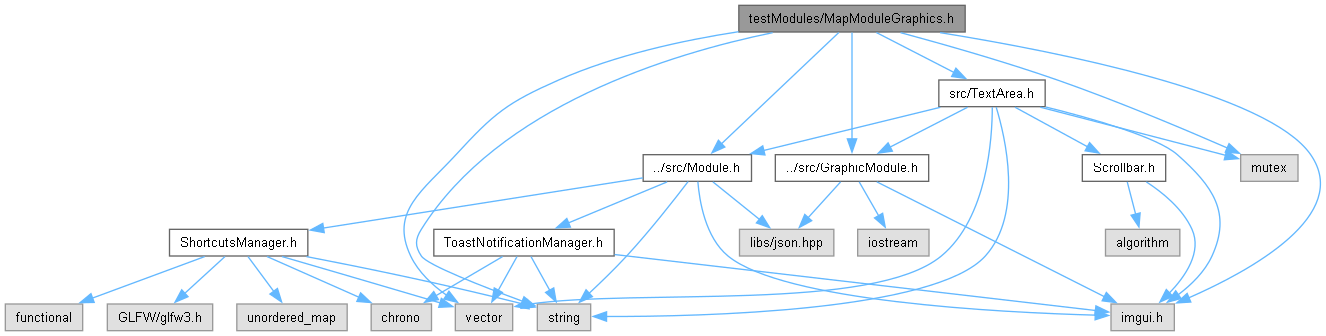 testModules/MapModuleGraphics.h
src/TextArea.h
../src/Module.h
../src/GraphicModule.h
Scrollbar.h
mutex
ShortcutsManager.h
ToastNotificationManager.h
libs/json.hpp
iostream
algorithm
functional
GLFW/glfw3.h
unordered_map
chrono
vector
string
imgui.h